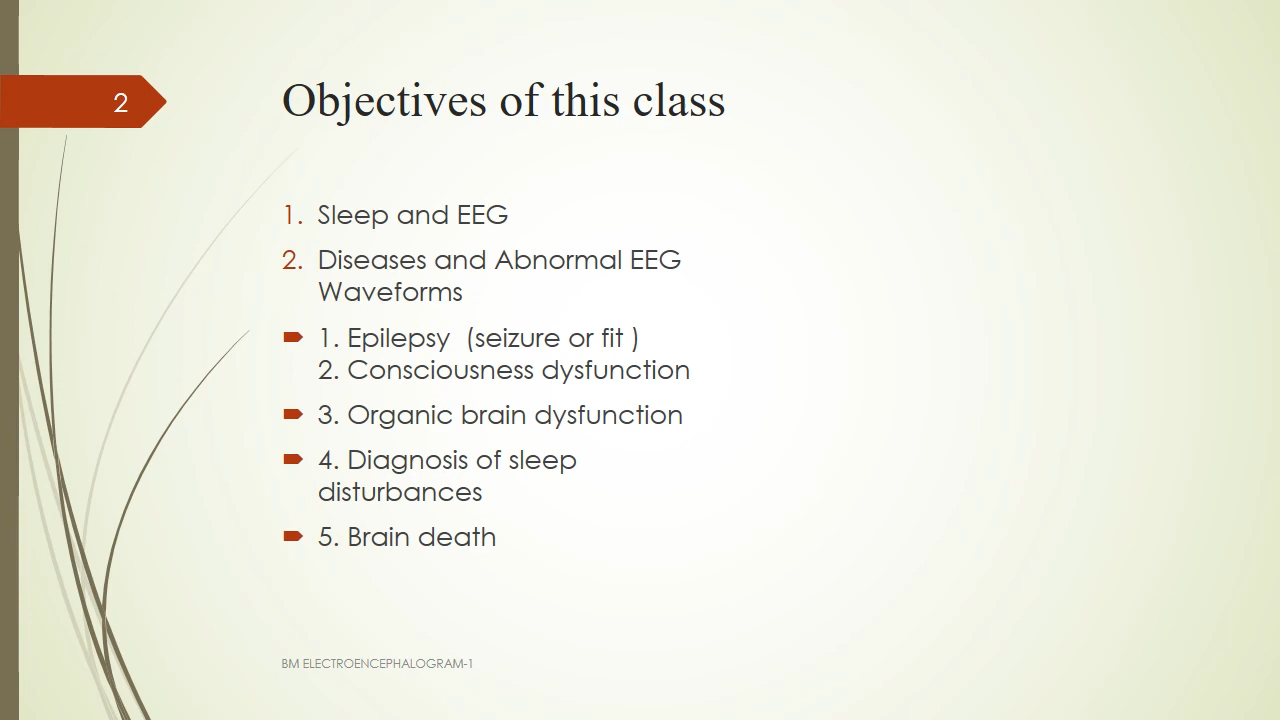 2
Objectives of this class
1. Sleep and EEG
2. Diseases and Abnormal EEG
Waveforms
1. Epilepsy  (seizure or fit )
2. Consciousness dysfunction
3. Organic brain dysfunction
4. Diagnosis of sleep
disturbances
5. Brain death
BM ELECTROENCEPHALOGRAM-1